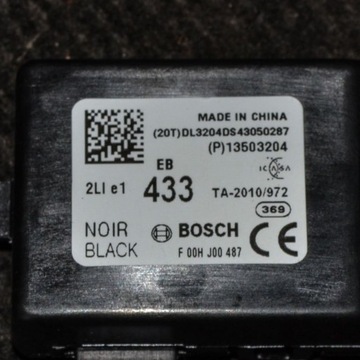 MADE IN CHINA
(20T)DL3204DS43050287
(P)13503204
EB
ICASA
2LI e1
433
TA-2010/972
369
NOIR
BLACK
BOSCH
F 00H J00 487
CE